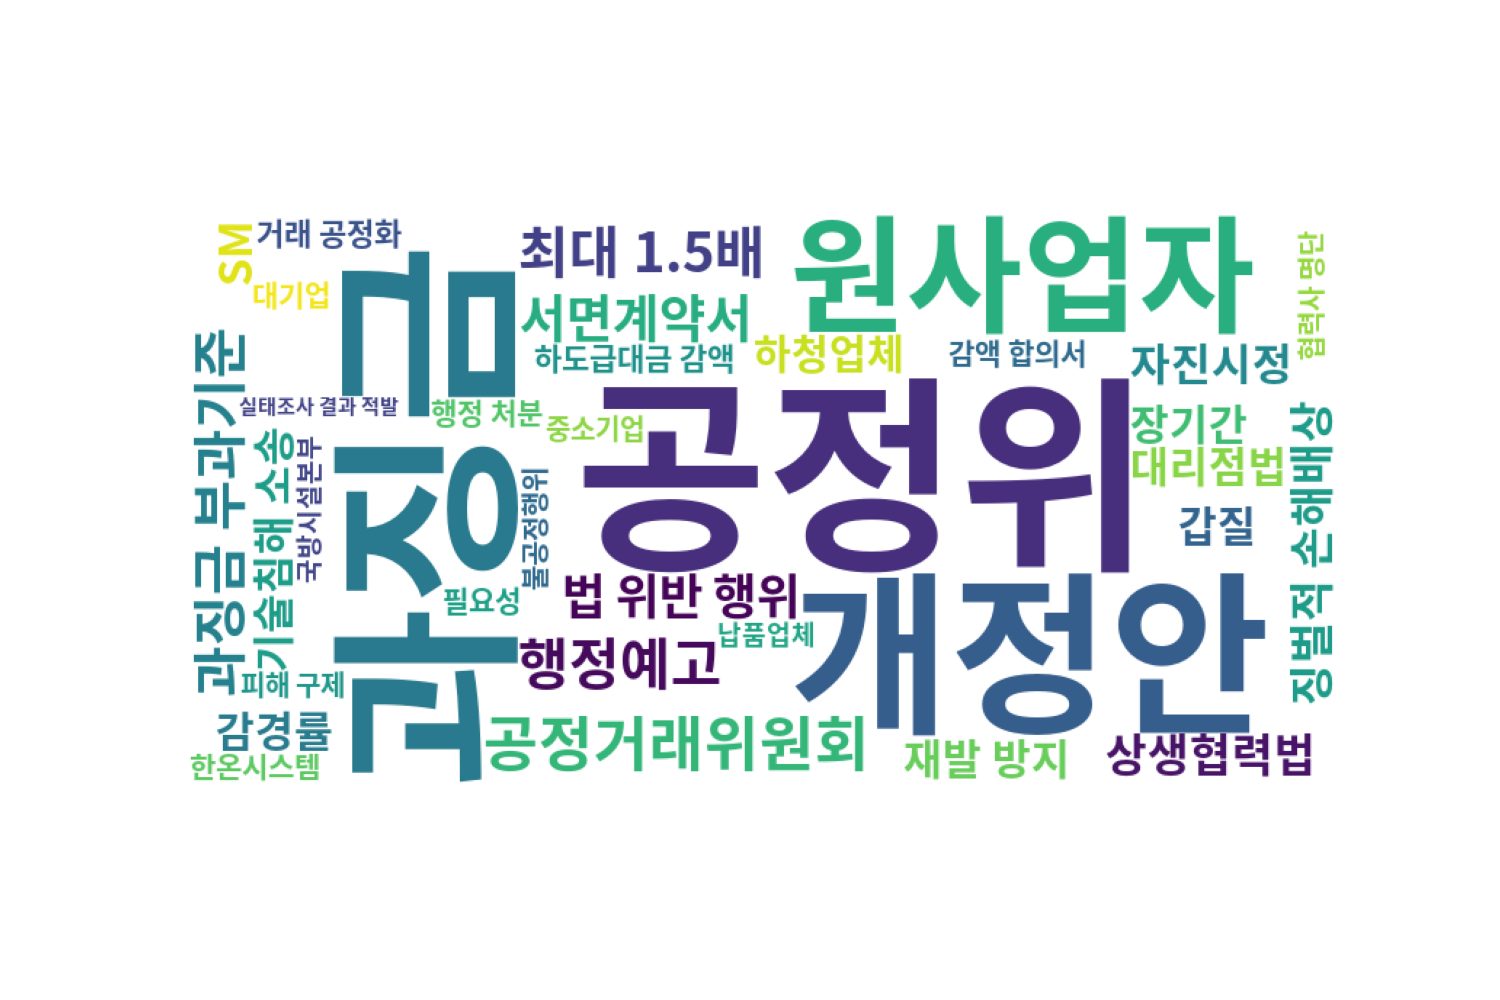 SM
거래 공정화
대기업
과징금
최대 1.5배
원사업자
협력사 명단
서면계약서
하도급대금 감액
하청업체
감액 합의서
자진시정
과징금 부과기준
실태조사 결과 적발
행정 처분
중소기업
공정위
장기간
대리점법
징벌적 손해배상
기술침해 소송
국방시설본부
불공정행위
갑질
필요성
법 위반 행위
개정안
납품업체
행정예고
피해 구제
감경률
공정거래위원회
재발 방지
상생협력법
한온시스템